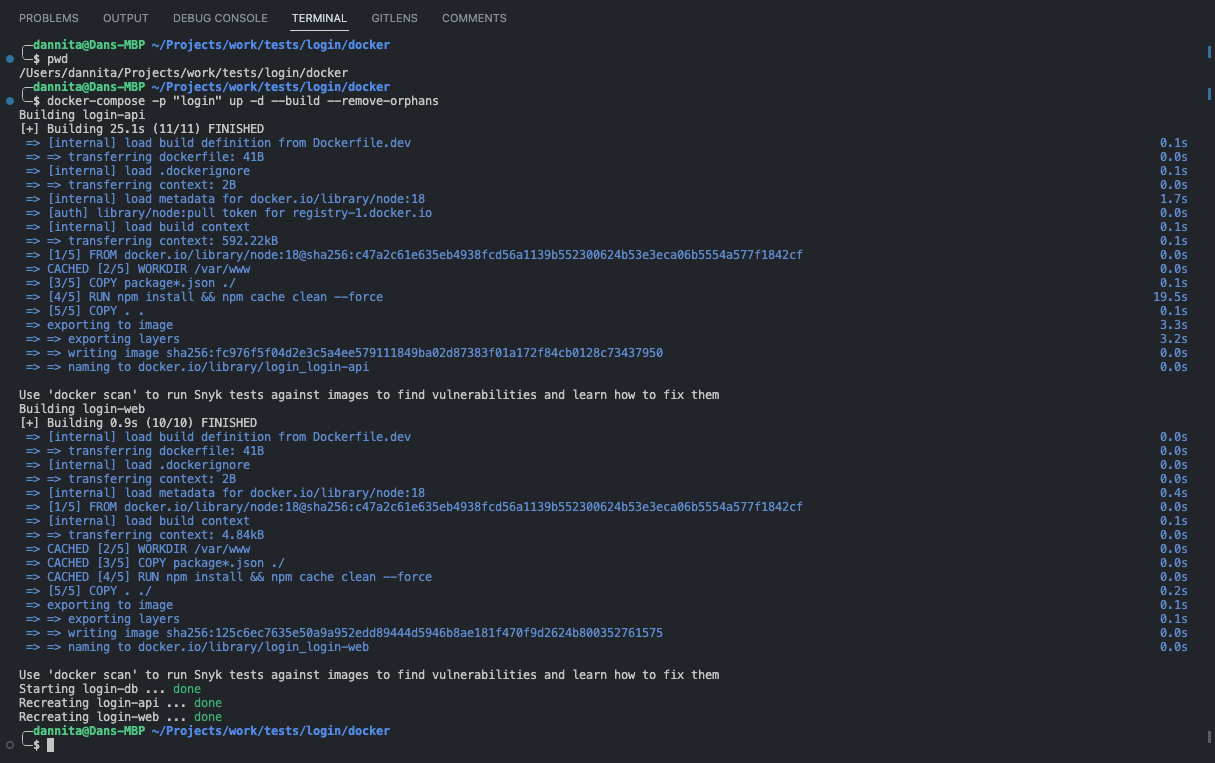 PROBLEMS OUTPUT DEBUG CONSOLE TERMINAL GITLENS COMMENTS
dannita@Dans-MBP ~/Projects/work/tests/login/docker
$ pwd
/Users/dannita/Projects/work/tests/login/docker
dannita@Dans-MBP ~/Projects/work/tests/login/docker
$ docker-compose -p "login" up -d --build --remove-orphans
Building login-api
[+] Building 25.1s (11/11) FINISHED
=> [internal] load build definition from Dockerfile.dev 0.1s
=> => transferring dockerfile: 41B 0.0s
=> [internal] load .dockerignore 0.1s
=> => transferring context: 2B 0.0s
=> [internal] load metadata for docker.io/library/node:18 1.7s
=> [auth] library/node:pull token for registry-1.docker.io 0.0s
=> [internal] load build context 0.1s
=> => transferring context: 592.22kB 0.1s
=> [1/5] FROM docker.io/library/node:18@sha256:c47a2c61e635eb4938fcd56a1139b552300624b53e3eca06b5554a577f1842cf 0.0s
=> CACHED [2/5] WORKDIR /var/www 0.0s
=> [3/5] COPY package*.json ./ 0.1s
=> [4/5] RUN npm install && npm cache clean --force 19.5s
=> [5/5] COPY . . 0.1s
=> exporting to image 3.3s
=> => exporting layers 3.2s
=> => writing image sha256:fc976f5f04d2e3c5a4ee579111849ba02d87383f01a172f84cb0128c73437950 0.0s
=> => naming to docker.io/library/login_login-api 0.0s
Use 'docker scan' to run Snyk tests against images to find vulnerabilities and learn how to fix them
Building login-web
[+] Building 0.9s (10/10) FINISHED
=> [internal] load build definition from Dockerfile.dev 0.0s
=> => transferring dockerfile: 41B 0.0s
=> [internal] load .dockerignore 0.0s
=> => transferring context: 2B 0.0s
=> [internal] load metadata for docker.io/library/node:18 0.4s
=> [1/5] FROM docker.io/library/node:18@sha256:c47a2c61e635eb4938fcd56a1139b552300624b53e3eca06b5554a577f1842cf 0.0s
=> [internal] load build context 0.1s
=> => transferring context: 4.84kB 0.0s
=> CACHED [2/5] WORKDIR /var/www 0.0s
=> CACHED [3/5] COPY package*.json ./ 0.0s
=> CACHED [4/5] RUN npm install && npm cache clean --force 0.0s
=> [5/5] COPY . ./ 0.2s
=> exporting to image 0.1s
=> => exporting layers 0.1s
=> => writing image sha256:125c6ec7635e50a9a952edd89444d5946b8ae181f470f9d2624b800352761575 0.0s
=> => naming to docker.io/library/login_login-web 0.0s
Use 'docker scan' to run Snyk tests against images to find vulnerabilities and learn how to fix them
Starting login-db ... done
Recreating login-api ... done
Recreating login-web ... done
dannita@Dans-MBP ~/Projects/work/tests/login/docker
$